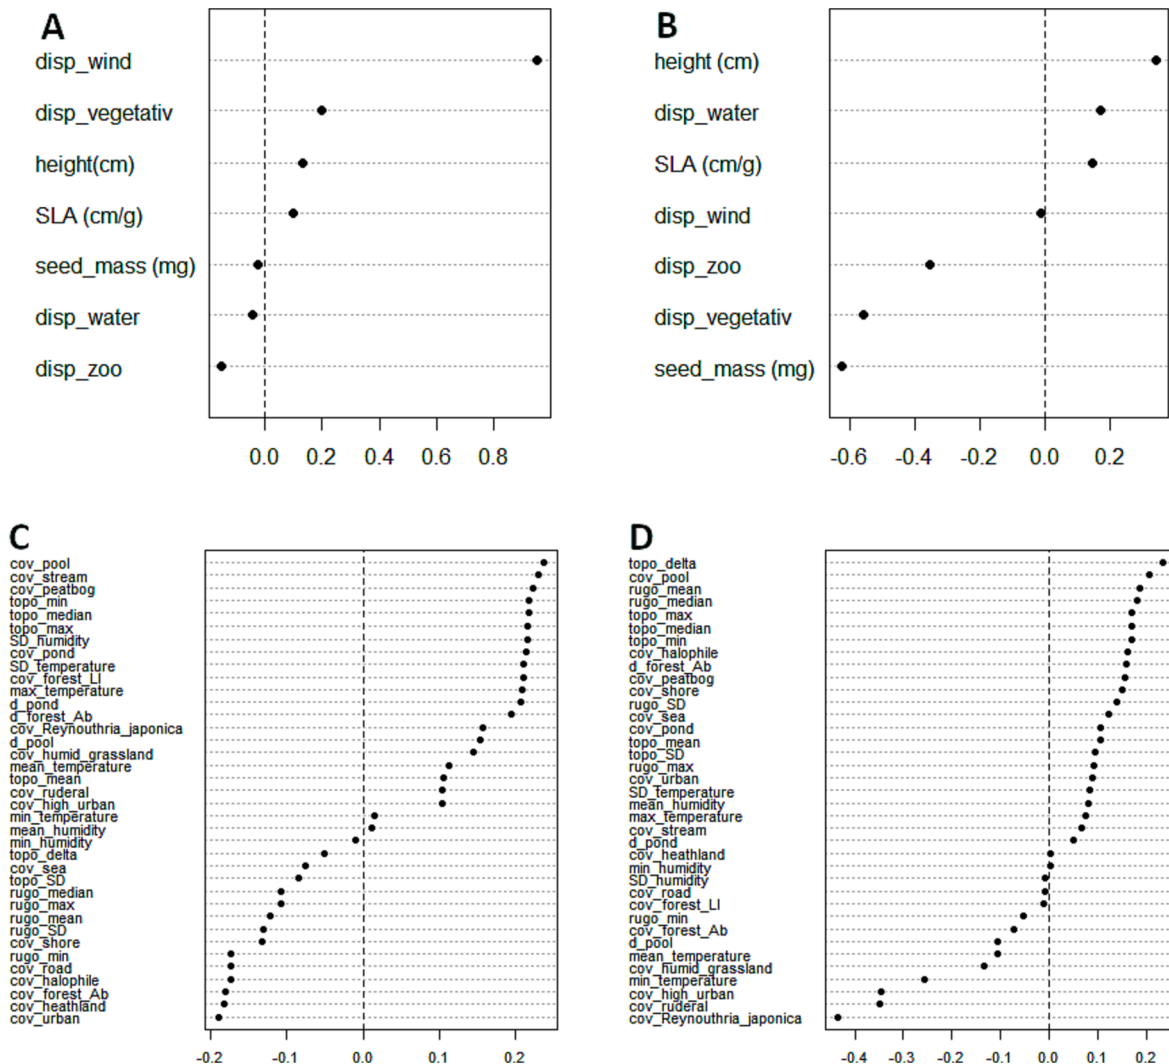 A
disp_wind
disp_vegetativ
height(cm)
SLA (cm/g)
seed_mass (mg)
disp_water
disp_zoo
0.0 0.2 0.4 0.6 0.8
B
height (cm)
disp_water
SLA (cm/g)
disp_wind
disp_zoo
disp_vegetativ
seed_mass (mg)
-0.6 -0.4 -0.2 0.0 0.2
C
cov_pool
cov_stream
cov_peatbog
topo_min
topo_median
topo_max
SD_humidity
cov_pond
SD_temperature
cov_forest_LI
max_temperature
d_pond
d_forest_Ab
cov_Reynouthria_japonica
d_pool
cov_humid_grassland
mean_temperature
topo_mean
cov_ruderal
cov_high_urban
min_temperature
mean_humidity
min_humidity
topo_delta
cov_sea
topo_SD
rugo_median
rugo_max
rugo_mean
rugo_SD
cov_shore
rugo_min
cov_road
cov_halophile
cov_forest_Ab
cov_heathland
cov_urban
-0.2 -0.1 0.0 0.1 0.2
D
topo_delta
cov_pool
rugo_mean
rugo_median
topo_max
topo_median
topo_min
cov_halophile
d_forest_Ab
cov_peatbog
cov_shore
rugo_SD
cov_sea
cov_pond
topo_mean
topo_SD
rugo_max
cov_urban
SD_temperature
mean_humidity
max_temperature
cov_stream
d_pond
cov_heathland
min_humidity
SD_humidity
cov_road
cov_forest_LI
rugo_min
cov_forest_Ab
d_pool
mean_temperature
cov_humid_grassland
min_temperature
cov_high_urban
cov_ruderal
cov_Reynouthria_japonica
-0.4 -0.3 -0.2 -0.1 0.0 0.1 0.2